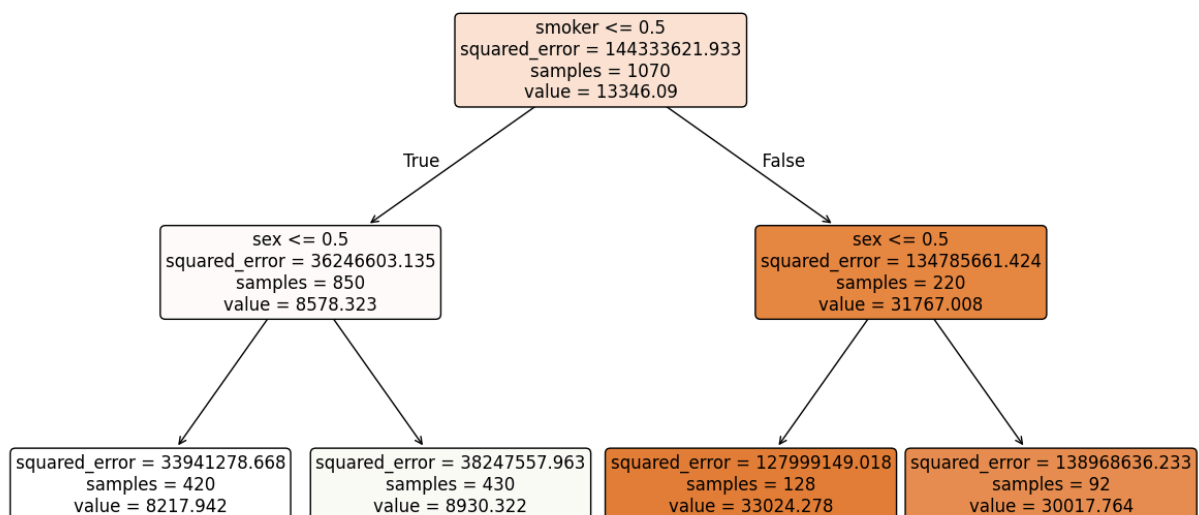 smoker <= 0.5
squared_error = 144333621.933
samples = 1070
value = 13346.09
True
False
sex <= 0.5
squared_error = 36246603.135
samples = 850
value = 8578.323
sex <= 0.5
squared_error = 134785661.424
samples = 220
value = 31767.008
squared_error = 33941278.668
samples = 420
value = 8217.942
squared_error = 38247557.963
samples = 430
value = 8930.322
squared_error = 127999149.018
samples = 128
value = 33024.278
squared_error = 138968636.233
samples = 92
value = 30017.764